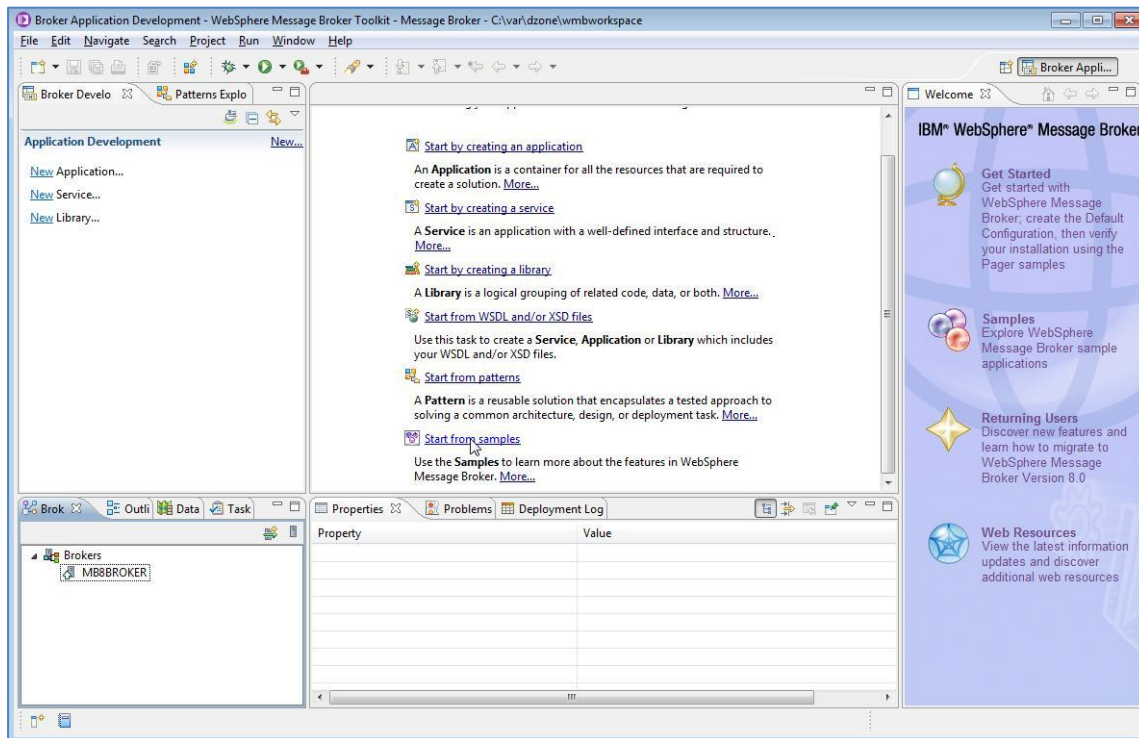 Broker Application Development - WebSphere Message Broker Toolkit - Message Broker - C:\var\dzone\wmbworkspace
File Edit Navigate Search Project Run Window Help
Broker Appli...
Broker Develo
Patterns Explo
Application Development
New...
New Application...
New Service...
New Library...
Start by creating an application
An Application is a container for all the resources that are required to
create a solution. More...
Start by creating a service
A Service is an application with a well-defined interface and structure.
More...
Start by creating a library
A Library is a logical grouping of related code, data, or both. More...
Start from WSDL and/or XSD files
Use this task to create a Service, Application or Library which includes
your WSDL and/or XSD files.
Start from patterns
A Pattern is a reusable solution that encapsulates a tested approach to
solving a common architecture, design, or deployment task. More...
Start from samples
Use the Samples to learn more about the features in WebSphere
Message Broker. More...
Welcome
IBM® WebSphere® Message Broker
Get Started
Get started with
WebSphere Message
Broker; create the Default
Configuration, then verify
your installation using the
Pager samples
Samples
Explore WebSphere
Message Broker sample
applications
Returning Users
Discover new features and
learn how to migrate to
WebSphere Message
Broker Version 8.0
Web Resources
View the latest information
updates and discover
additional web resources
Brok
Outli
Data
Task
Brokers
MB8BROKER
Properties
Problems
Deployment Log
Property
Value